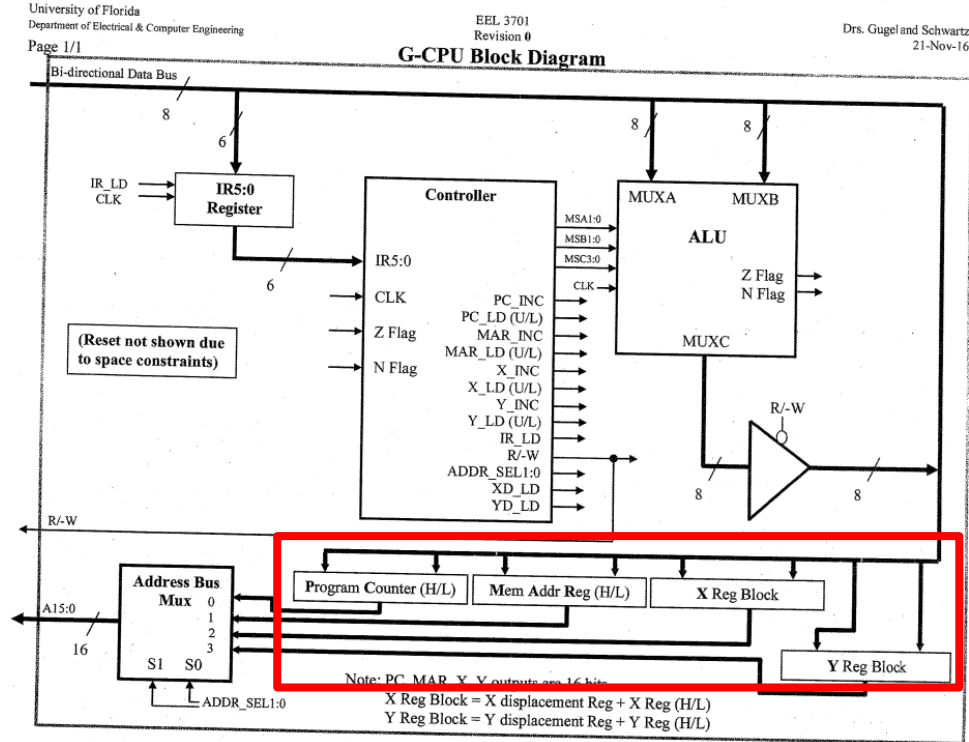 University of Florida
Department of Electrical & Computer Engineering
EEL 3701
Revision 0
Drs. Gugel and Schwartz
21-Nov-16
Page 1/1
G-CPU Block Diagram
Bi-directional Data Bus
8
6
8
8
IR_LD
CLK
IR5:0
Register
6
Controller
IR5:0
CLK
Z Flag
N Flag
PC_INC
PC_LD (U/L)
MAR_INC
MAR_LD (U/L)
X_INC
X_LD (U/L)
Y_INC
Y_LD (U/L)
IR_LD
R/-W
ADDR_SEL1:0
XD_LD
YD_LD
MSA1:0
MSB1:0
MSC3:0
CLK
MUXA
MUXB
ALU
Z Flag
N Flag
MUXC
(Reset not shown due
to space constraints)
R/-W
8
8
R/-W
Address Bus
Mux
0
1
2
3
S1 S0
A15:0
16
ADDR_SEL1:0
Program Counter (H/L)
Mem Addr Reg (H/L)
X Reg Block
Y Reg Block
Note: PC, MAR, X, Y outputs are 16 bits
X Reg Block = X displacement Reg + X Reg (H/L)
Y Reg Block = Y displacement Reg + Y Reg (H/L)